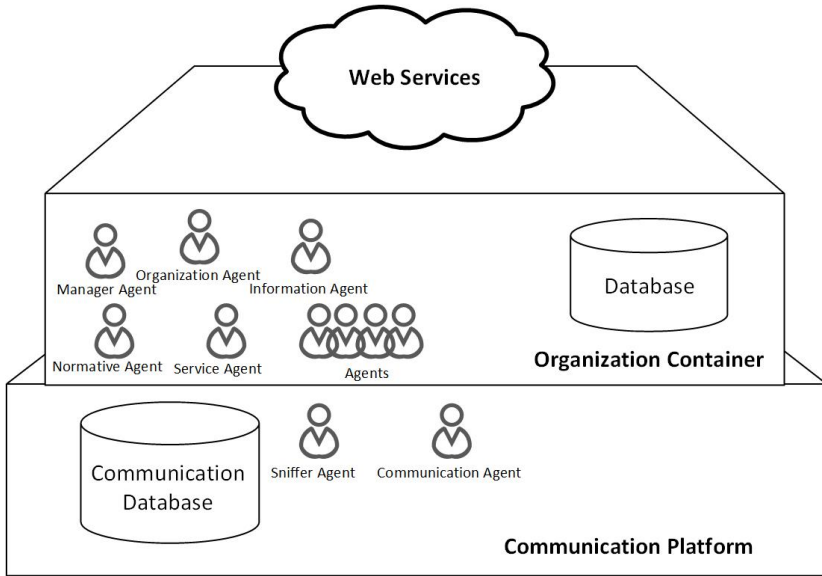 Web Services
Organization Agent
Manager Agent
Information Agent
Database
Normative Agent
Service Agent
Agents
Organization Container
Communication
Database
Sniffer Agent
Communication Agent
Communication Platform